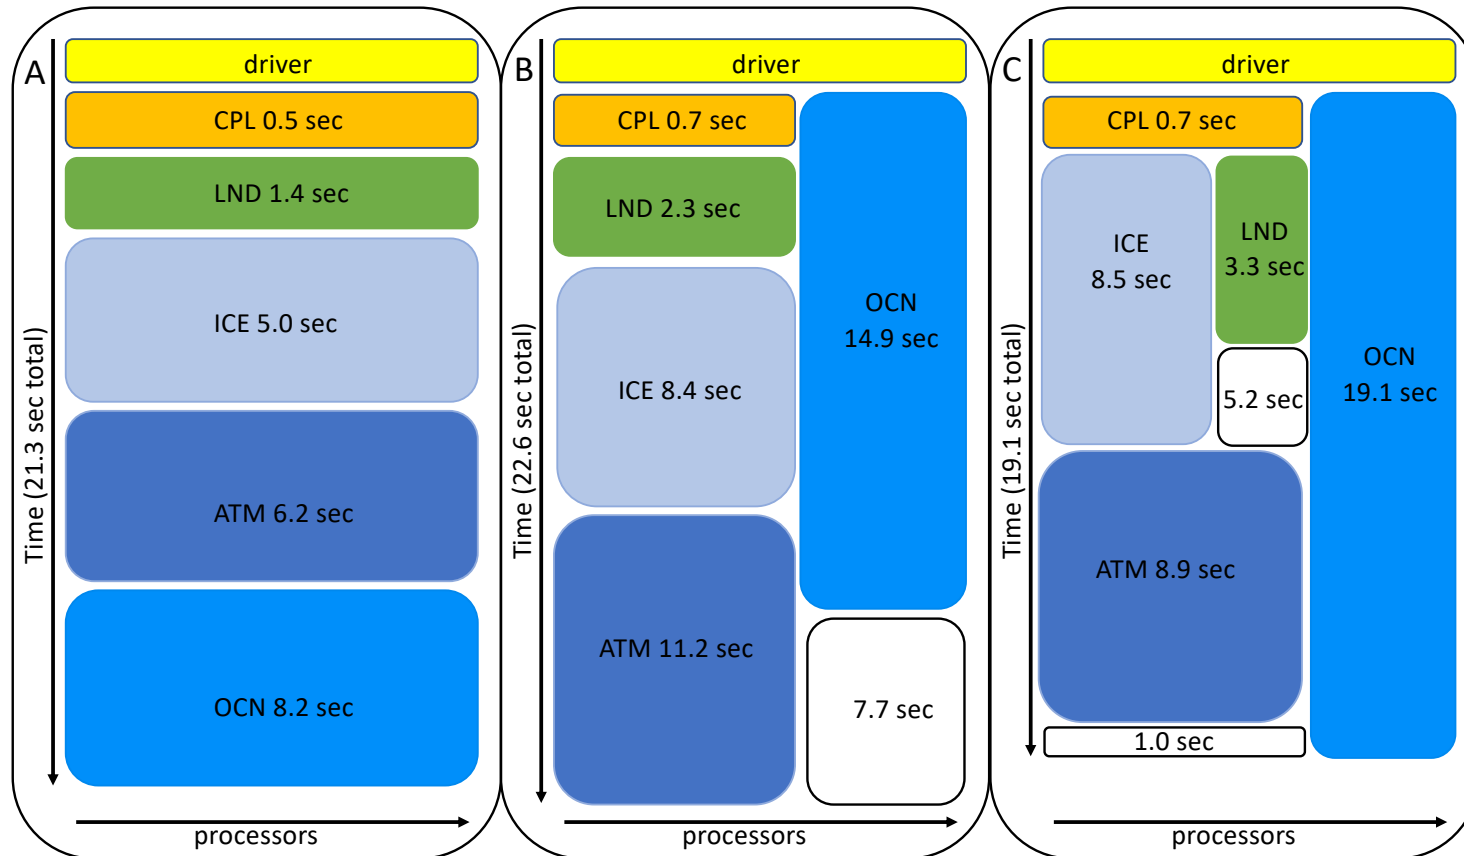 A
driver
CPL 0.5 sec
LND 1.4 sec
ICE 5.0 sec
ATM 6.2 sec
OCN 8.2 sec
Time (21.3 sec total)
processors
B
driver
CPL 0.7 sec
LND 2.3 sec
ICE 8.4 sec
ATM 11.2 sec
OCN
14.9 sec
7.7 sec
Time (22.6 sec total)
processors
C
driver
CPL 0.7 sec
ICE
8.5 sec
LND
3.3 sec
5.2 sec
ATM 8.9 sec
1.0 sec
OCN
19.1 sec
Time (19.1 sec total)
processors